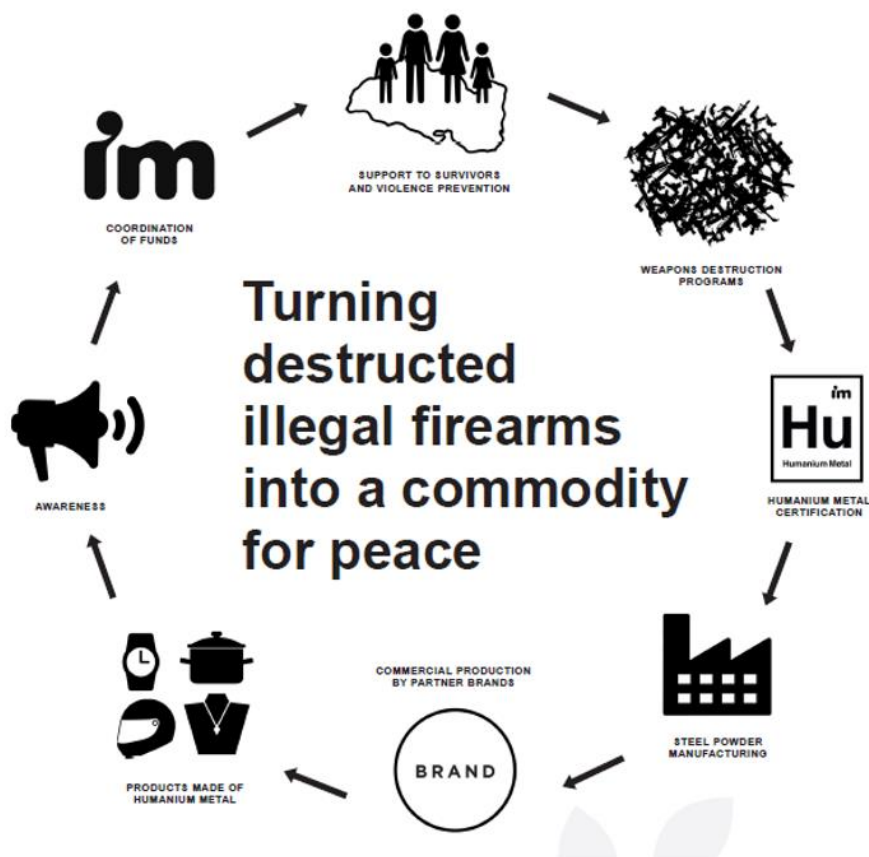 SUPPORT TO SURVIVORS
AND VIOLENCE PREVENTION
im
COORDINATION
OF FUNDS
WEAPONS DESTRUCTION
PROGRAMS
Turning
destructed
illegal firearms
into a commodity
for peace
im
Hu
Humanium Metal
HUMANIUM METAL
CERTIFICATION
AWARENESS
COMMERCIAL PRODUCTION
BY PARTNER BRANDS
BRAND
STEEL POWDER
MANUFACTURING
PRODUCTS MADE OF
HUMANIUM METAL